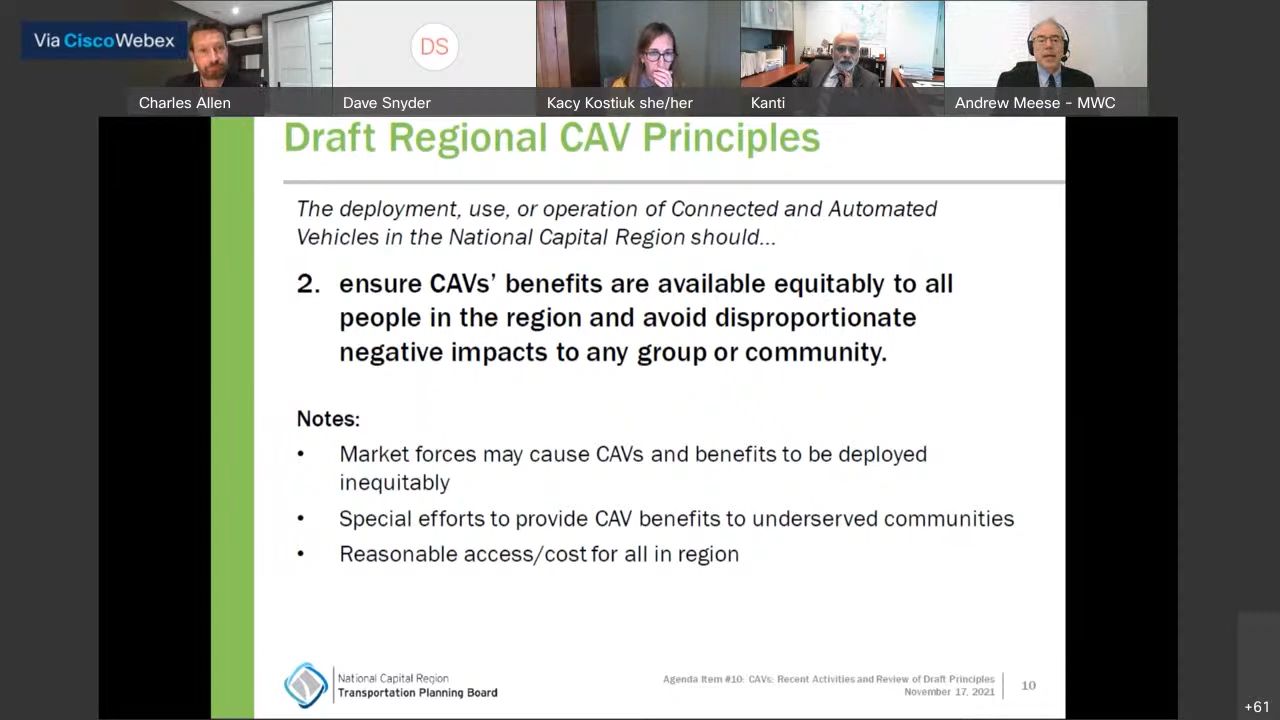 Via Cisco Webex
DS
Charles Allen
Dave Snyder
Kacy Kostiuk she/her
Kanti
Andrew Meese - MWC
Draft Regional CAV Principles
The deployment, use, or operation of Connected and Automated
Vehicles in the National Capital Region should...
2. ensure CAVs’ benefits are available equitably to all
people in the region and avoid disproportionate
negative impacts to any group or community.
Notes:
• Market forces may cause CAVs and benefits to be deployed
inequitably
• Special efforts to provide CAV benefits to underserved communities
• Reasonable access/cost for all in region
National Capital Region
Transportation Planning Board
Agenda Item #10: CAVs: Recent Activities and Review of Draft Principles
November 17, 2021
10
+61